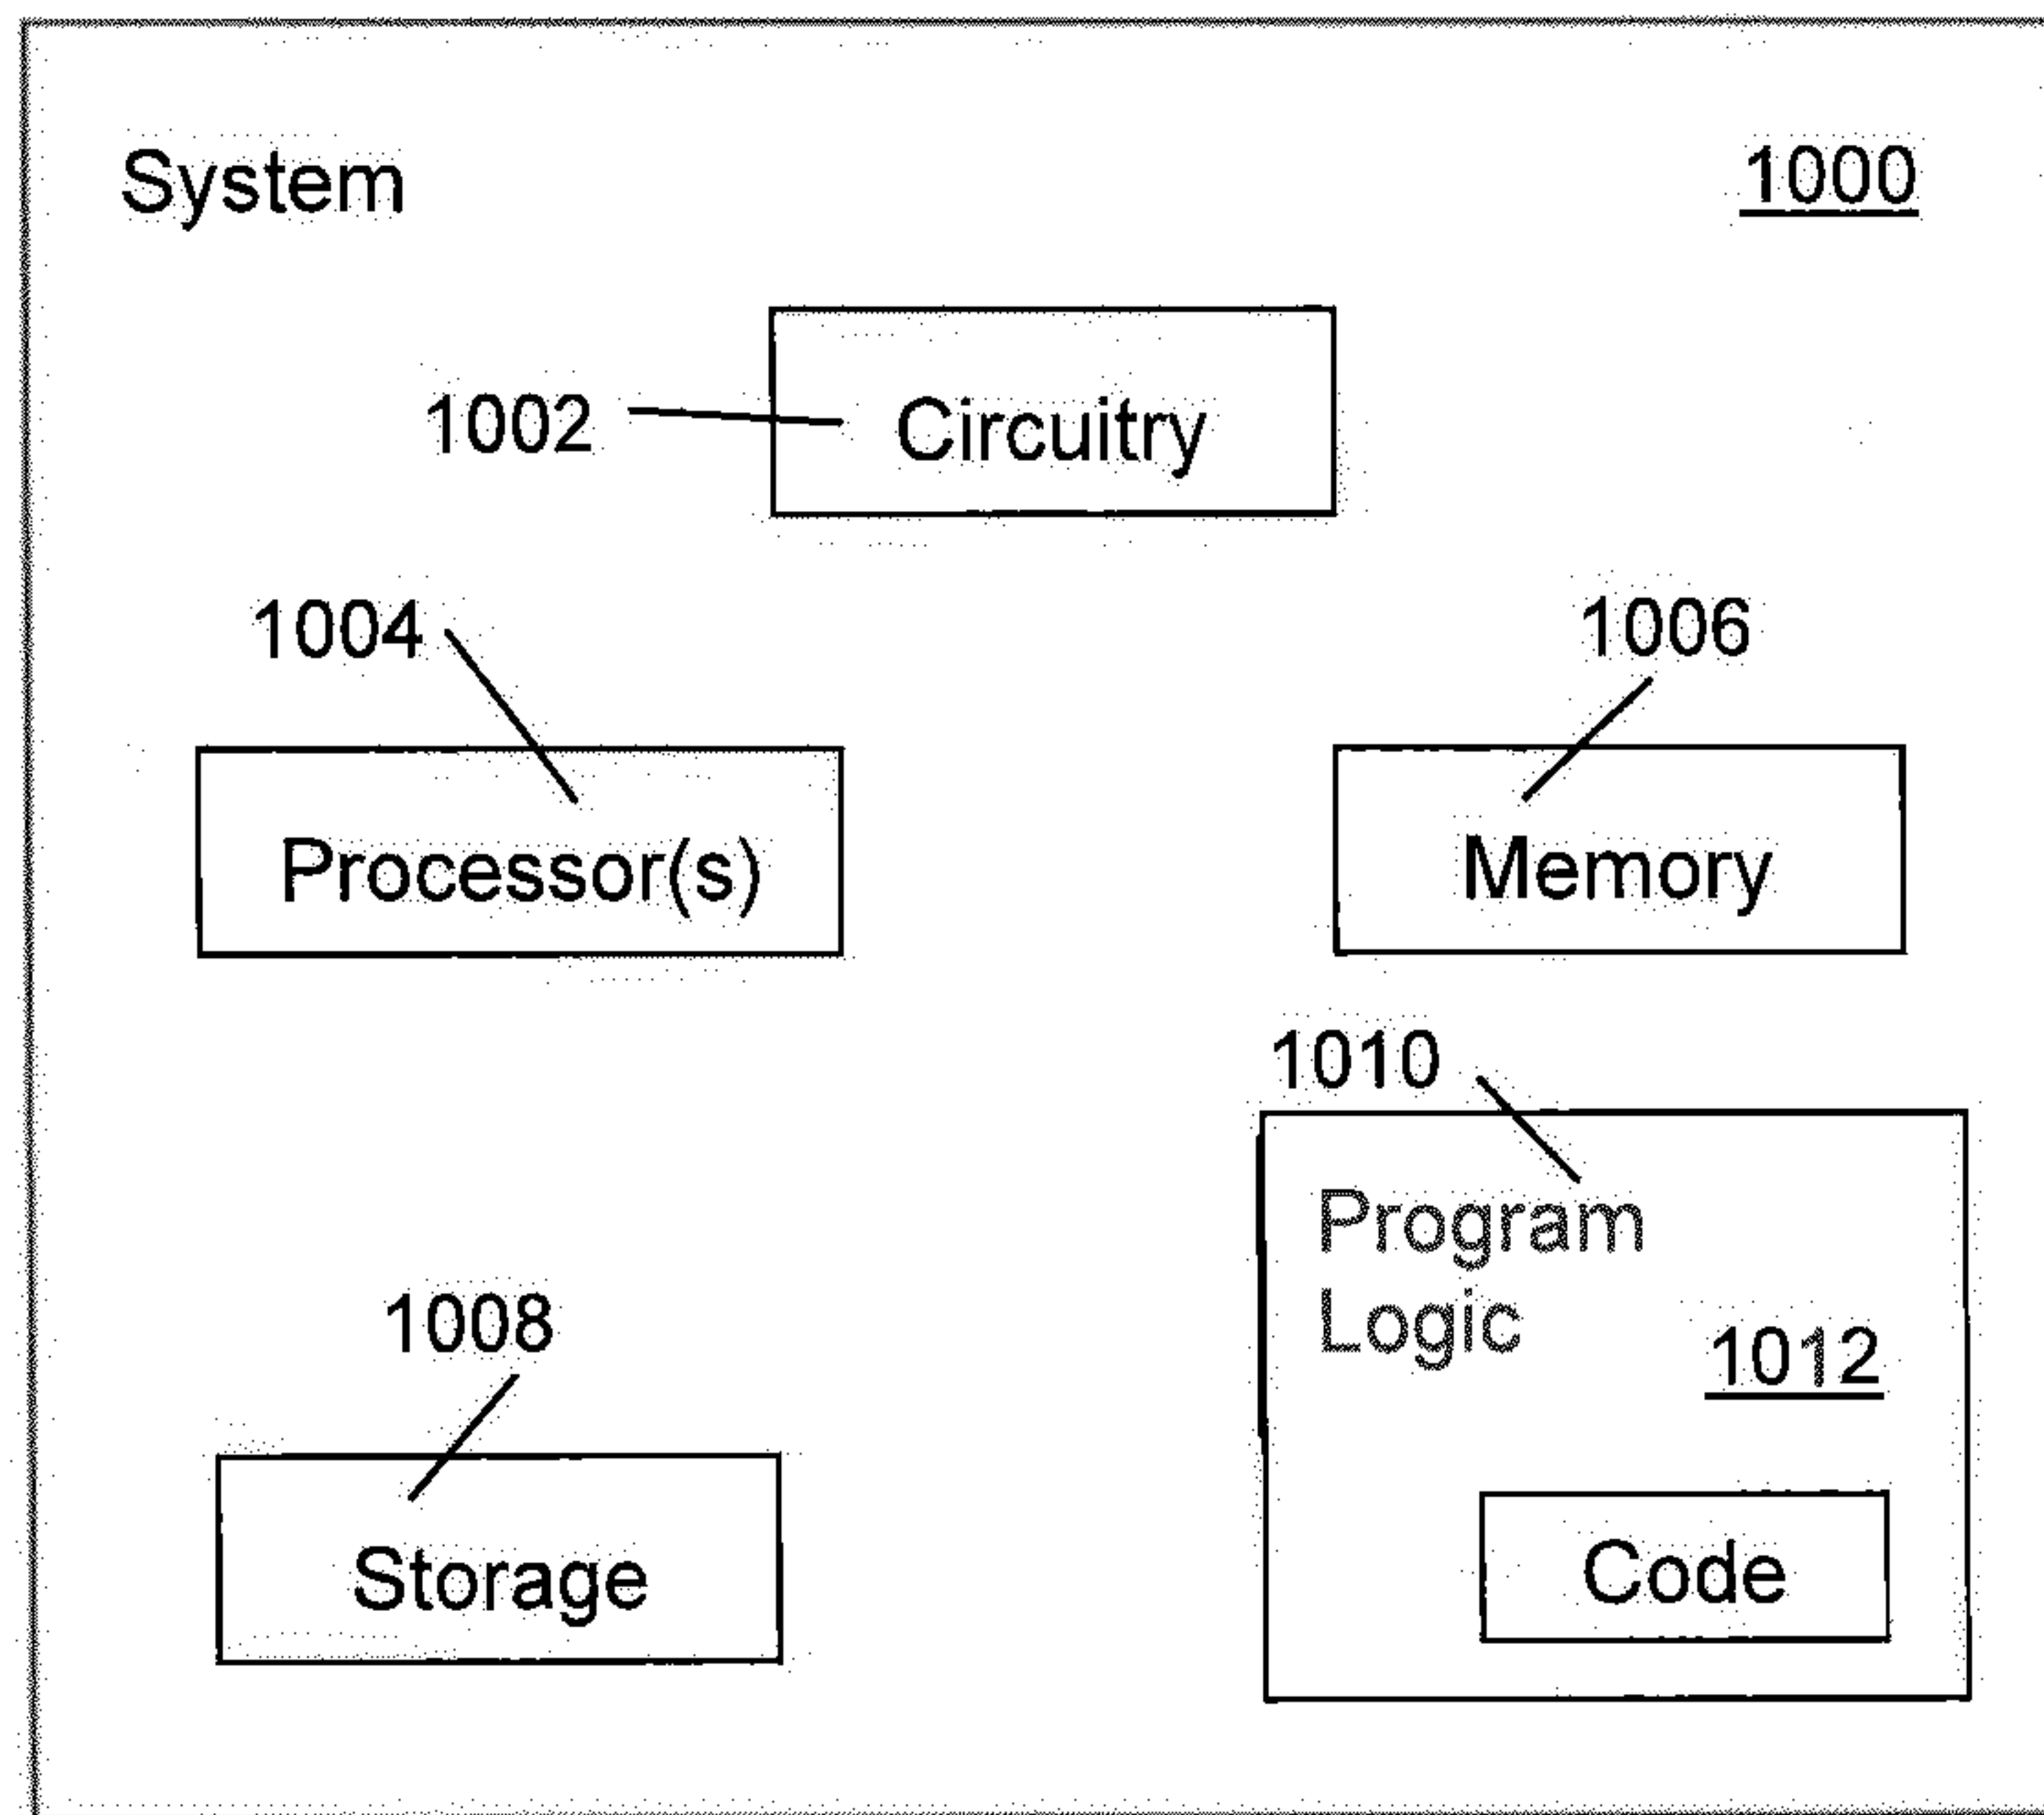 System 1000
1002 Circuitry
1004 1006
Processor(s) Memory
1010
Program
Logic
1008
1012
Storage Code